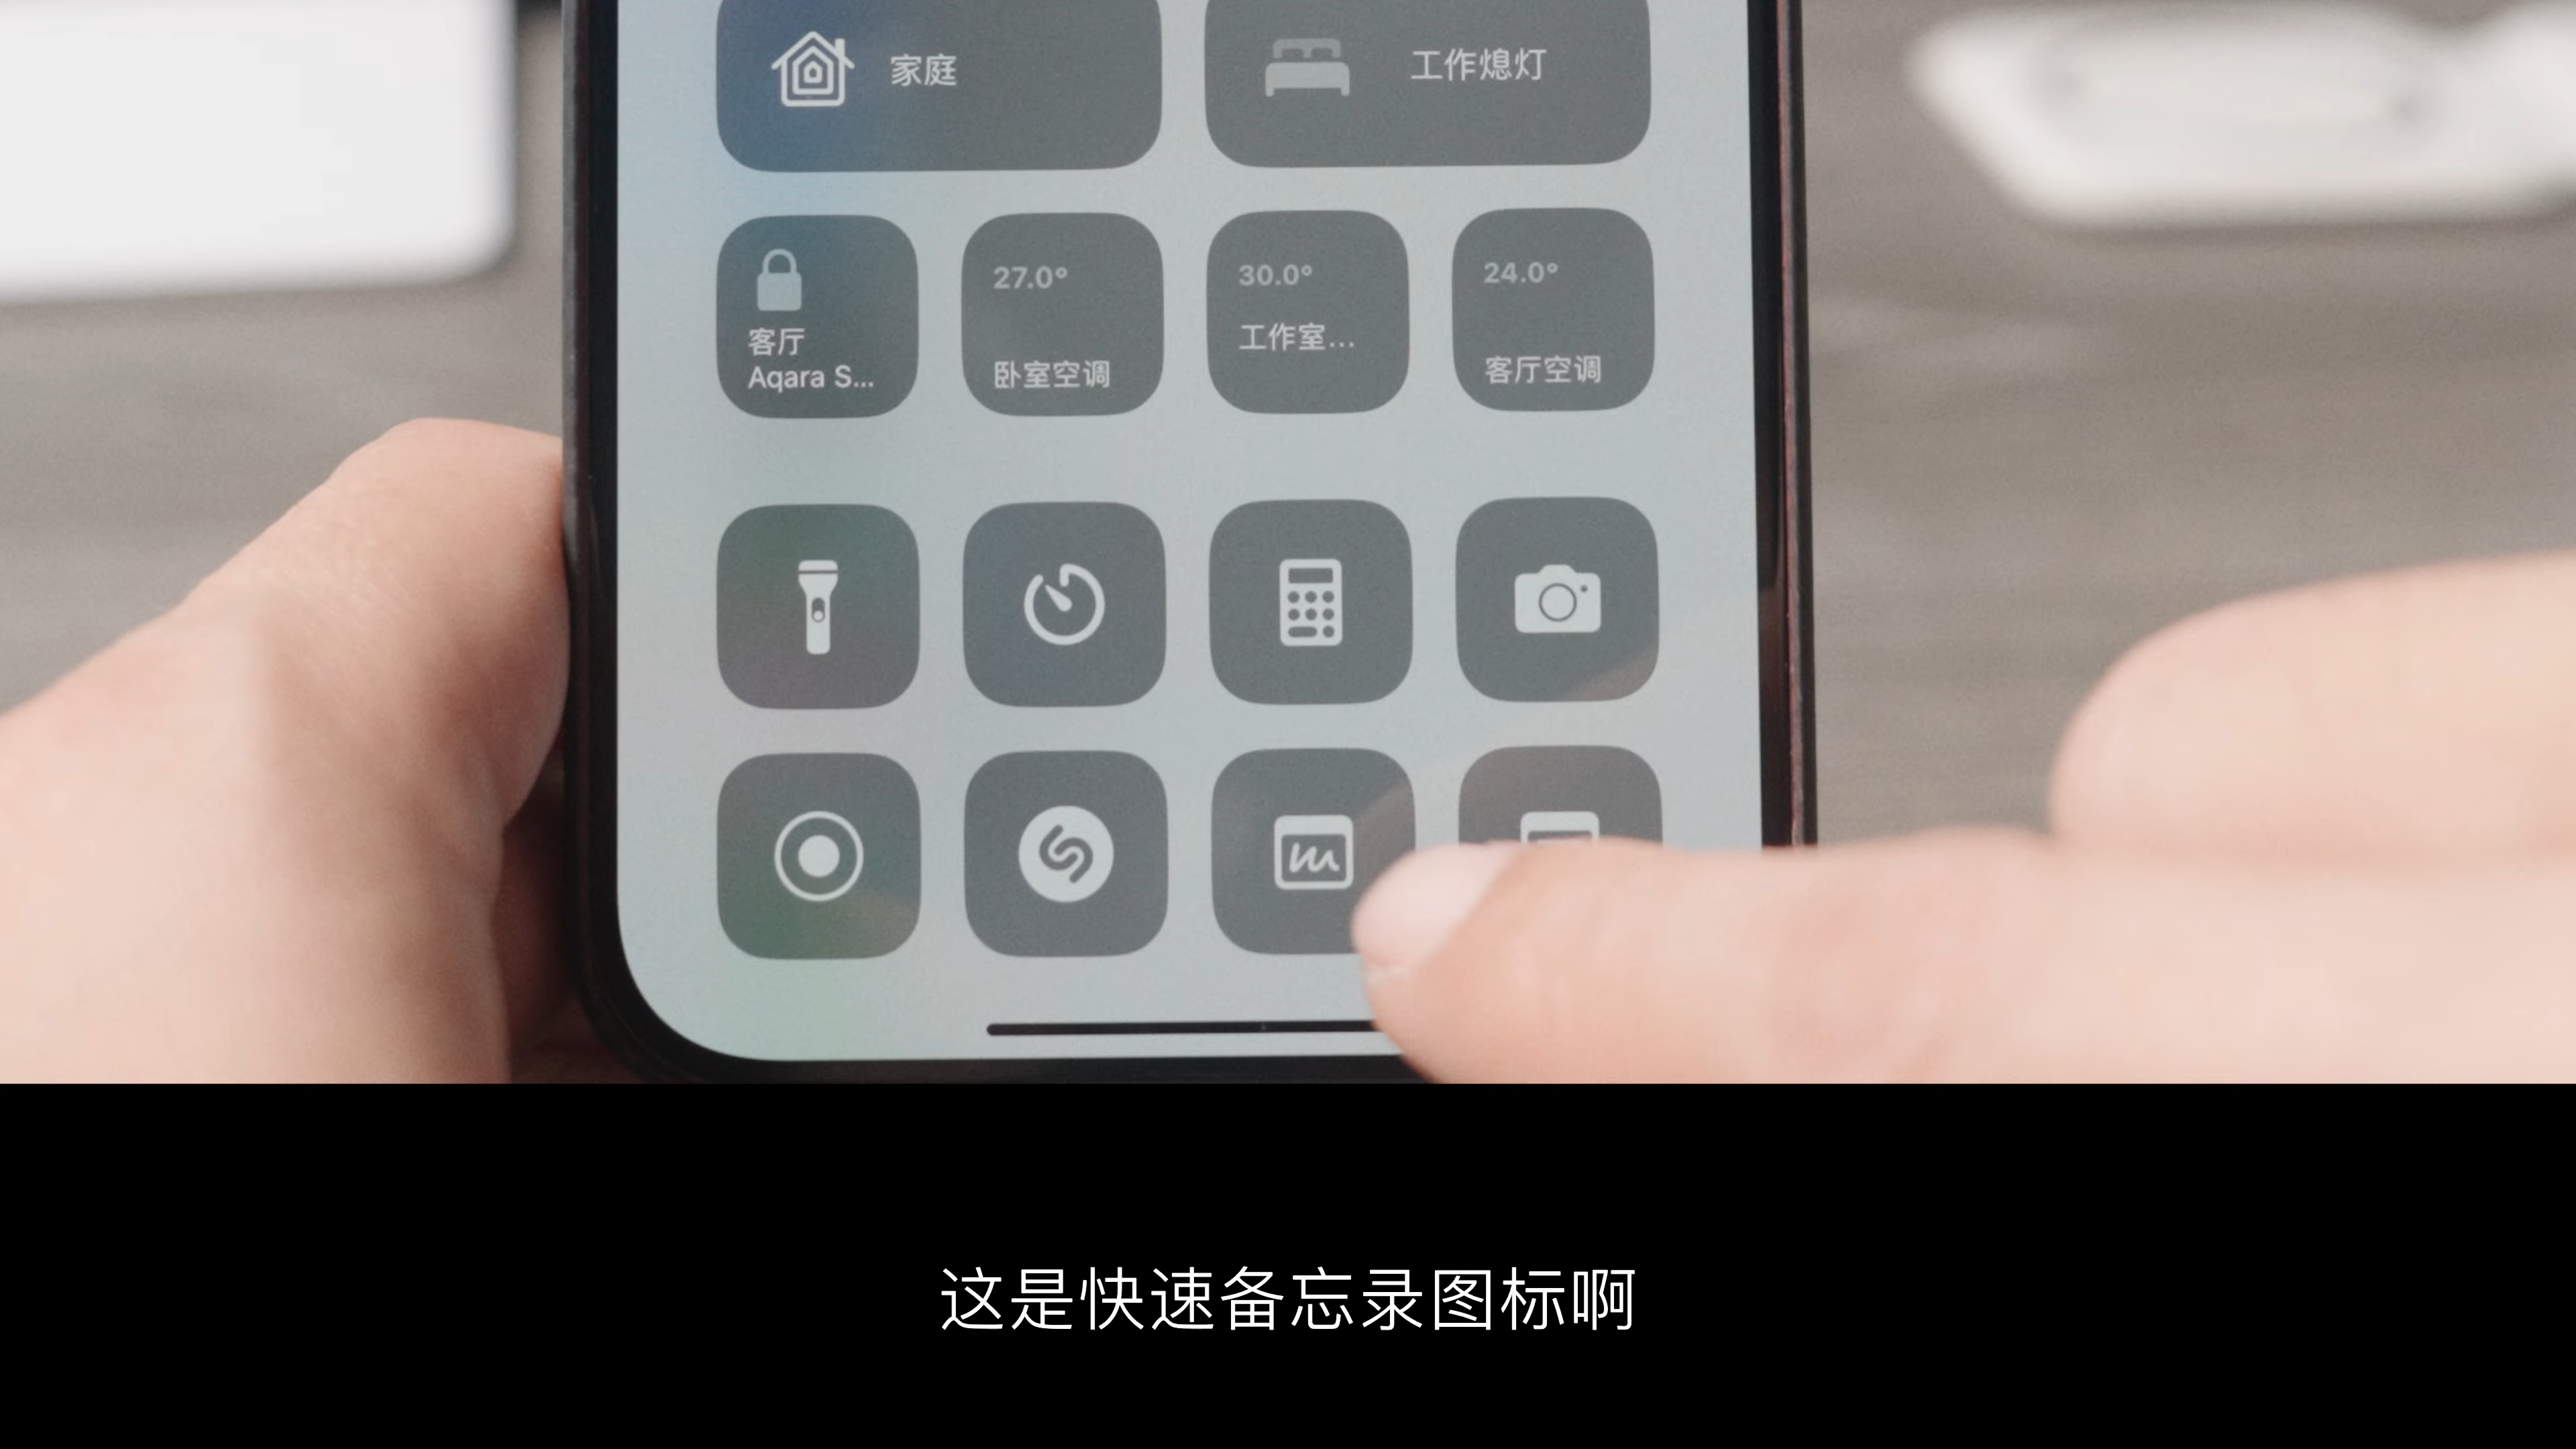 家庭
工作熄灯
客厅
Aqara S...
27.0°
卧室空调
30.0°
工作室...
24.0°
客厅空调
这是快速备忘录图标啊